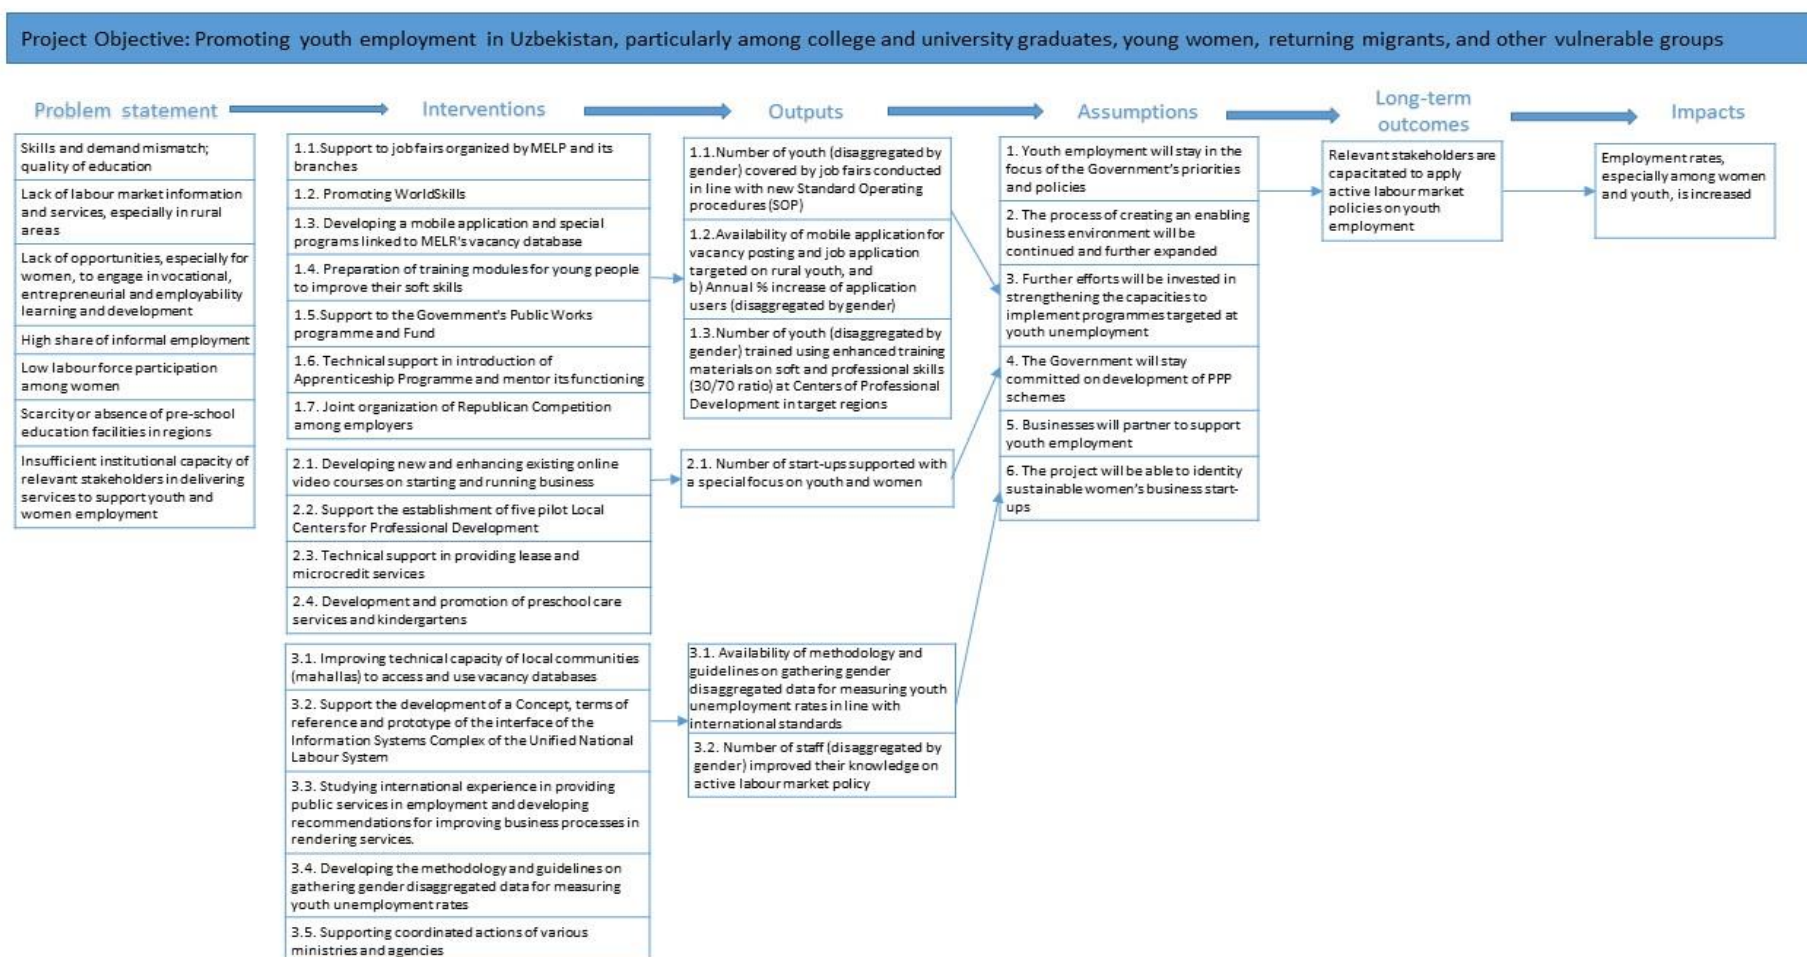 Project Objective: Promoting youth employment in Uzbekistan, particularly among college and university graduates, young women, returning migrants, and other vulnerable groups
Problem statement
Interventions
Outputs
Assumptions
Long-term
outcomes
Impacts
Skills and demand mismatch;
quality of education
Lack of labour market information
and services, especially in rural
areas
Lack of opportunities, especially for
women, to engage in vocational,
entrepreneurial and employability
learning and development
High share of informal employment
Low labour force participation
among women
Scarcity or absence of pre-school
education facilities in regions
Insufficient institutional capacity of
relevant stakeholders in delivering
services to support youth and
women employment
1.1.Support to job fairs organized by MELP and its
branches
1.2. Promoting WorldSkills
1.3. Developing a mobile application and special
programs linked to MELR's vacancy database
1.4. Preparation of training modules for young people
to improve their soft skills
1.5.Support to the Government's Public Works
programme and Fund
1.6. Technical support in introduction of
Apprenticeship Programme and mentor its functioning
1.7. Joint organization of Republican Competition
among employers
2.1. Developing new and enhancing existing online
video courses on starting and running business
2.2. Support the establishment of five pilot Local
Centers for Professional Development
2.3. Technical support in providing lease and
microcredit services
2.4. Development and promotion of preschool care
services and kindergartens
3.1. Improving technical capacity of local communities
(mahallas) to access and use vacancy databases
3.2. Support the development of a Concept, terms of
reference and prototype of the interface of the
Information Systems Complex of the Unified National
Labour System
3.3. Studying international experience in providing
public services in employment and developing
recommendations for improving business processes in
rendering services.
3.4. Developing the methodology and guidelines on
gathering gender disaggregated data for measuring
youth unemployment rates
3.5. Supporting coordinated actions of various
ministries and agencies
1.1.Number of youth (disaggregated by
gender) covered by job fairs conducted
in line with new Standard Operating
procedures (SOP)
1.2.Availability of mobile application for
vacancy posting and job application
targeted on rural youth, and
b) Annual % increase of application
users (disaggregated by gender)
1.3.Number of youth (disaggregated by
gender) trained using enhanced training
materials on soft and professional skills
(30/70 ratio) at Centers of Professional
Development in target regions
2.1. Number of start-ups supported with
a special focus on youth and women
3.1. Availability of methodology and
guidelines on gathering gender
disaggregated data for measuring youth
unemployment rates in line with
international standards
3.2. Number of staff (disaggregated by
gender) improved their knowledge on
active labour market policy
1. Youth employment will stay in the
focus of the Government's priorities
and policies
2. The process of creating an enabling
business environment will be
continued and further expanded
3. Further efforts will be invested in
strengthening the capacities to
implement programmes targeted at
youth unemployment
4. The Government will stay
committed on development of PPP
schemes
5. Businesses will partner to support
youth employment
6. The project will be able to identity
sustainable women's business start-
ups
Relevant stakeholders are
capacitated to apply
active labour market
policies on youth
employment
Employment rates,
especially among women
and youth, is increased